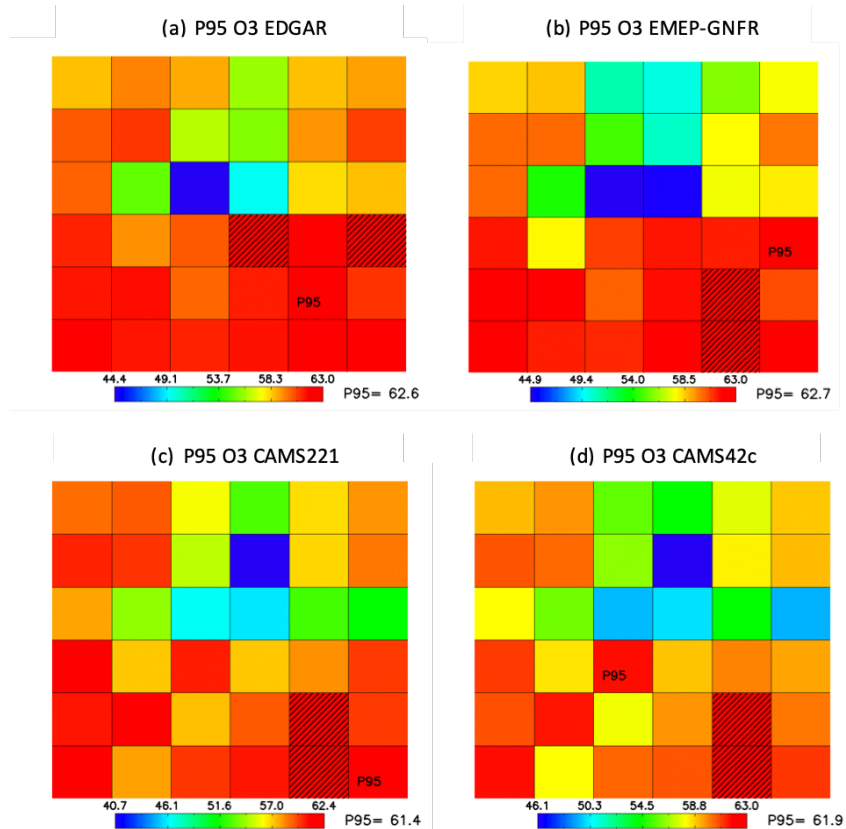 (a) P95 O3 EDGAR
P95
44.4 49.1 53.7 58.3 63.0
P95= 62.6
(b) P95 O3 EMEP-GNFR
P95
44.9 49.4 54.0 58.5 63.0
P95= 62.7
(c) P95 O3 CAMS221
P95
40.7 46.1 51.6 57.0 62.4
P95= 61.4
(d) P95 O3 CAMS42c
P95
46.1 50.3 54.5 58.8 63.0
P95= 61.9